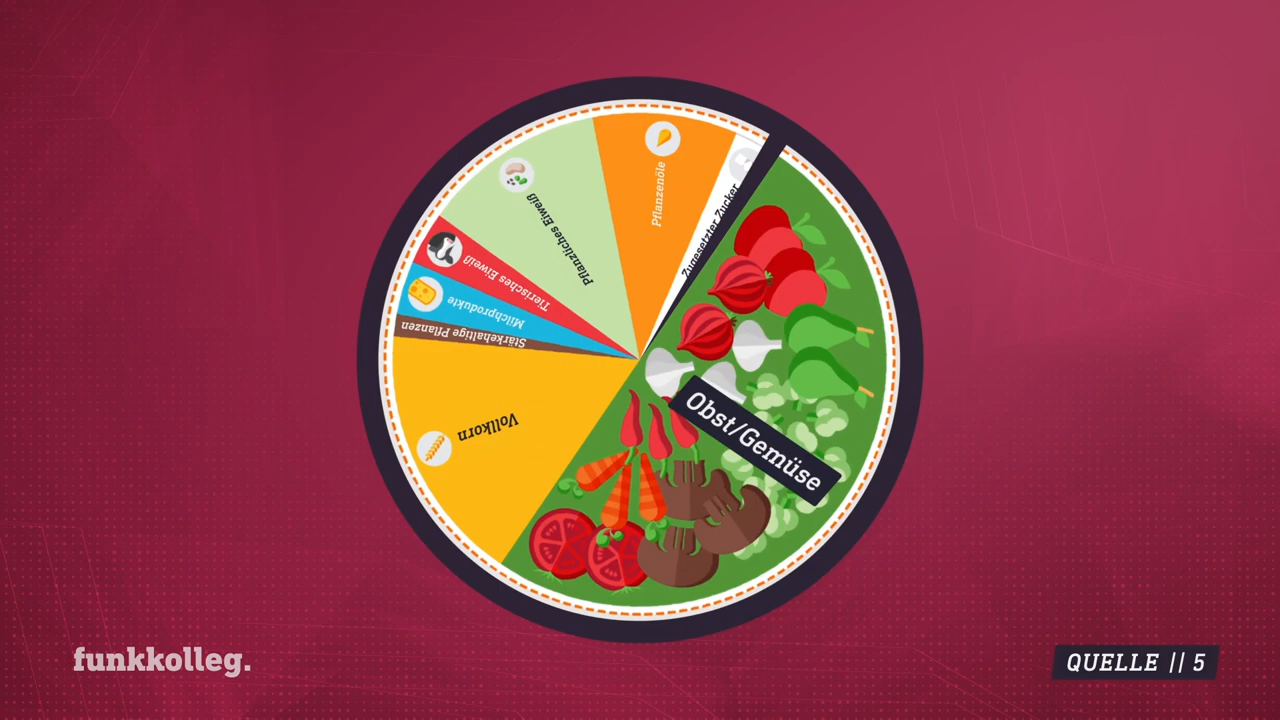 Pflanzenöle
Zugesetzter Zucker
Pflanzliches Eiweiß
Tierisches Eiweiß
Milchprodukte
Stärkehaltige Pflanzen
Vollkorn
Obst/Gemüse
funkkolleg.
QUELLE // 5